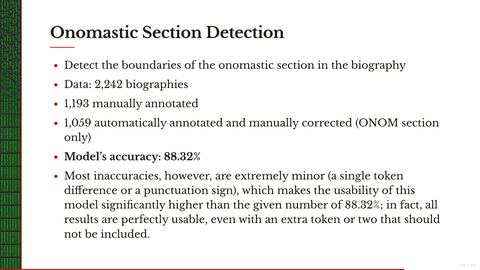 Onomastic Section Detection
• Detect the boundaries of the onomastic section in the biography
• Data: 2,242 biographies
• 1,193 manually annotated
• 1,059 automatically annotated and manually corrected (ONOM section
only)
• Model's accuracy: 88.32%
• Most inaccuracies, however, are extremely minor (a single token
difference or a punctuation sign), which makes the usability of this
model significantly higher than the given number of 88.32%; in fact, all
results are perfectly usable, even with an extra token or two that should
not be included.